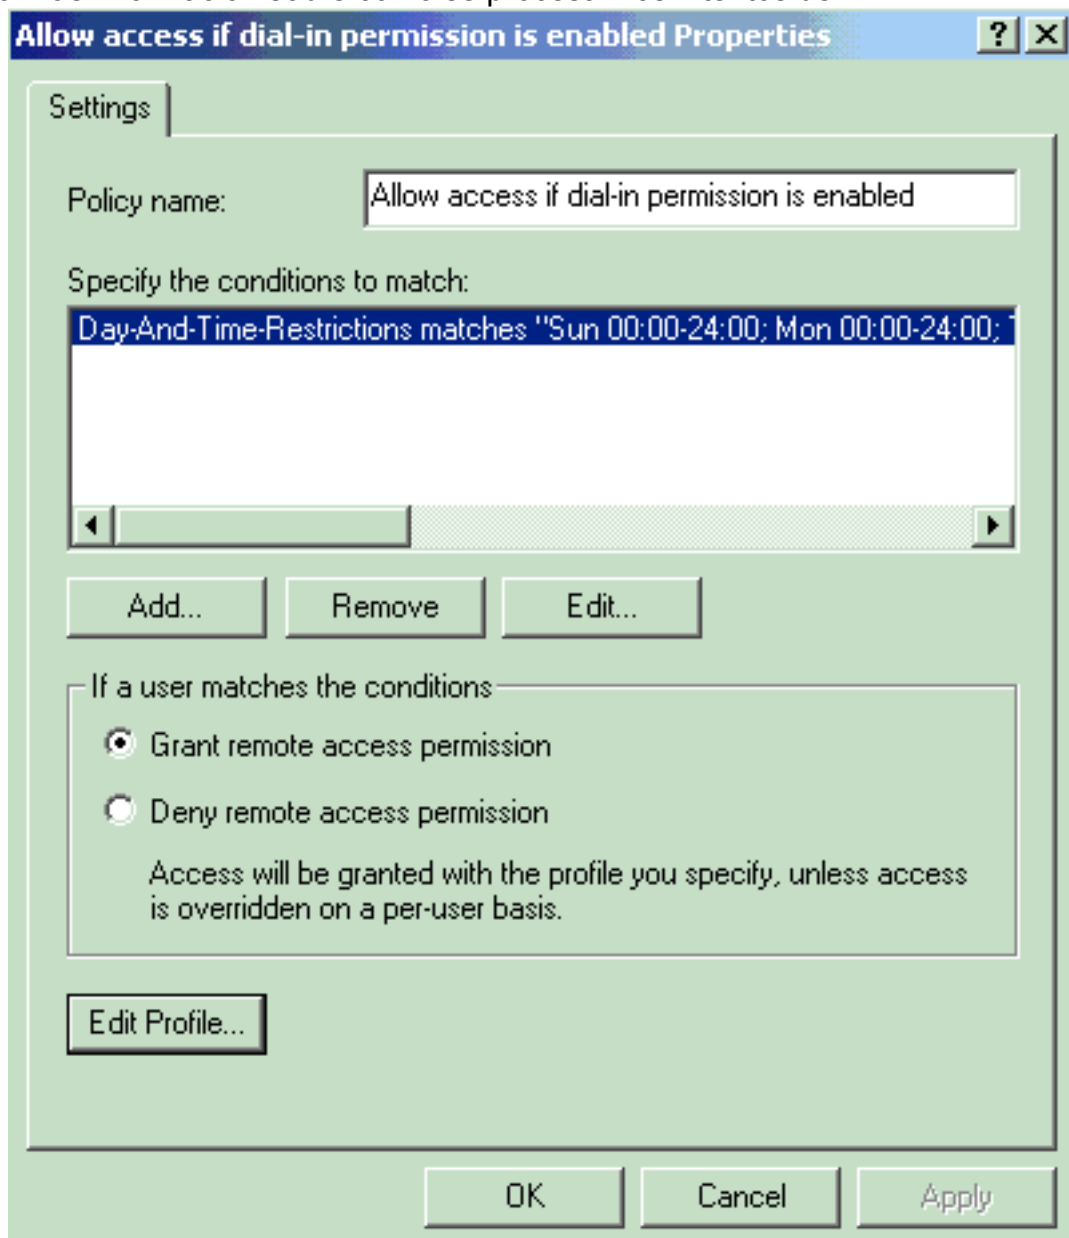 Allow access if dial-in permission is enabled Properties
Settings
Policy name:
Allow access if dial-in permission is enabled
Specify the conditions to match:
Day-And-Time-Restrictions matches "Sun 00:00-24:00; Mon 00:00-24:00;
Add...
Remove
Edit...
If a user matches the conditions
Grant remote access permission
Deny remote access permission
Access will be granted with the profile you specify, unless access
is overridden on a per-user basis.
Edit Profile...
OK
Cancel
Apply